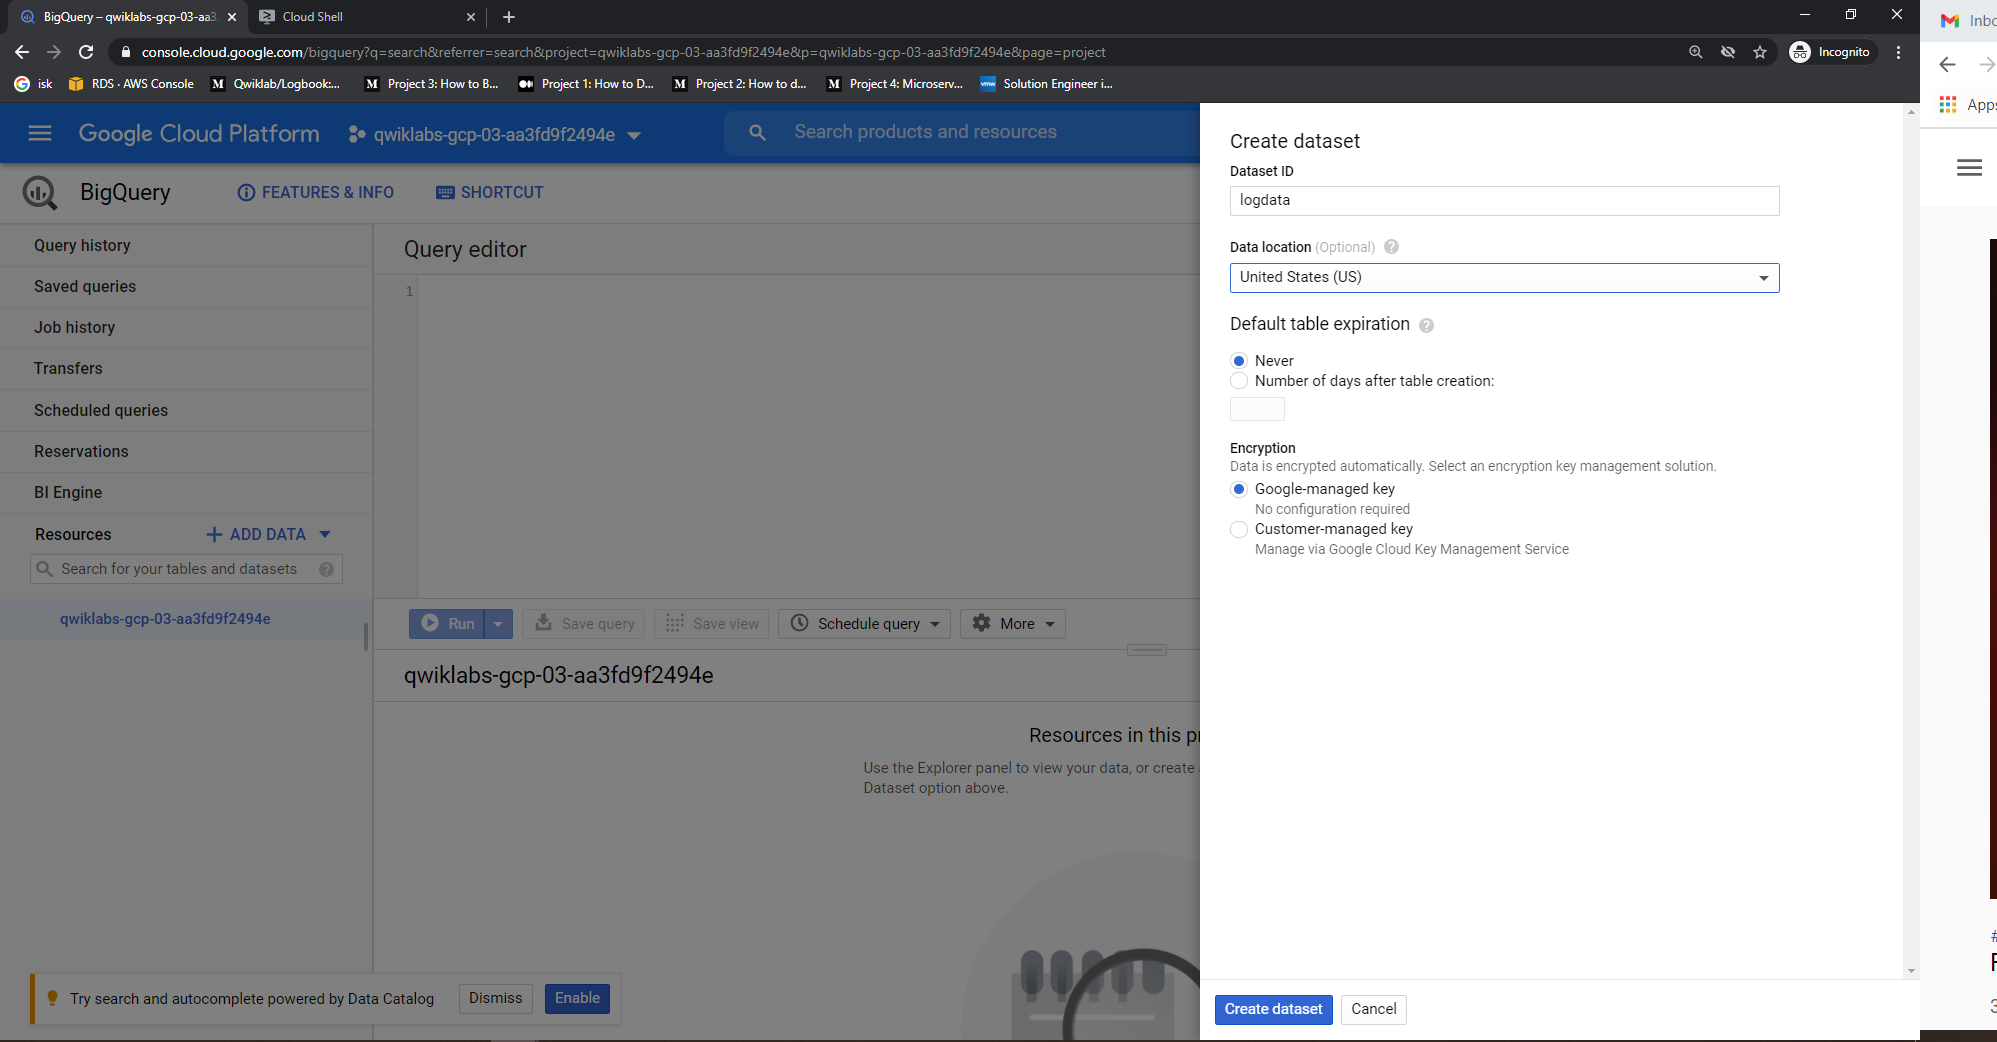 BigQuery – qwiklabs-gcp-03-aa3
Cloud Shell
console.cloud.google.com/bigquery?q=search&referrer=search&project=qwiklabs-gcp-03-aa3fd9f2494e&p=qwiklabs-gcp-03-aa3fd9f2494e&page=project
Incognito
isk
RDS · AWS Console
Qwiklab/Logbook:...
Project 3: How to B...
Project 1: How to D...
Project 2: How to d...
Project 4: Microserv...
Solution Engineer i...
Inbo
Apps
Google Cloud Platform
qwiklabs-gcp-03-aa3fd9f2494e
Search products and resources
BigQuery
FEATURES & INFO
SHORTCUT
Query history
Saved queries
Job history
Transfers
Scheduled queries
Reservations
BI Engine
Resources
ADD DATA
Search for your tables and datasets
qwiklabs-gcp-03-aa3fd9f2494e
Query editor
1
Run
Save query
Save view
Schedule query
More
qwiklabs-gcp-03-aa3fd9f2494e
Resources in this p
Use the Explorer panel to view your data, or create
Dataset option above.
Try search and autocomplete powered by Data Catalog
Dismiss
Enable
Create dataset
Dataset ID
logdata
Data location (Optional)
United States (US)
Default table expiration
Never
Number of days after table creation:
Encryption
Data is encrypted automatically. Select an encryption key management solution.
Google-managed key
No configuration required
Customer-managed key
Manage via Google Cloud Key Management Service
Create dataset
Cancel